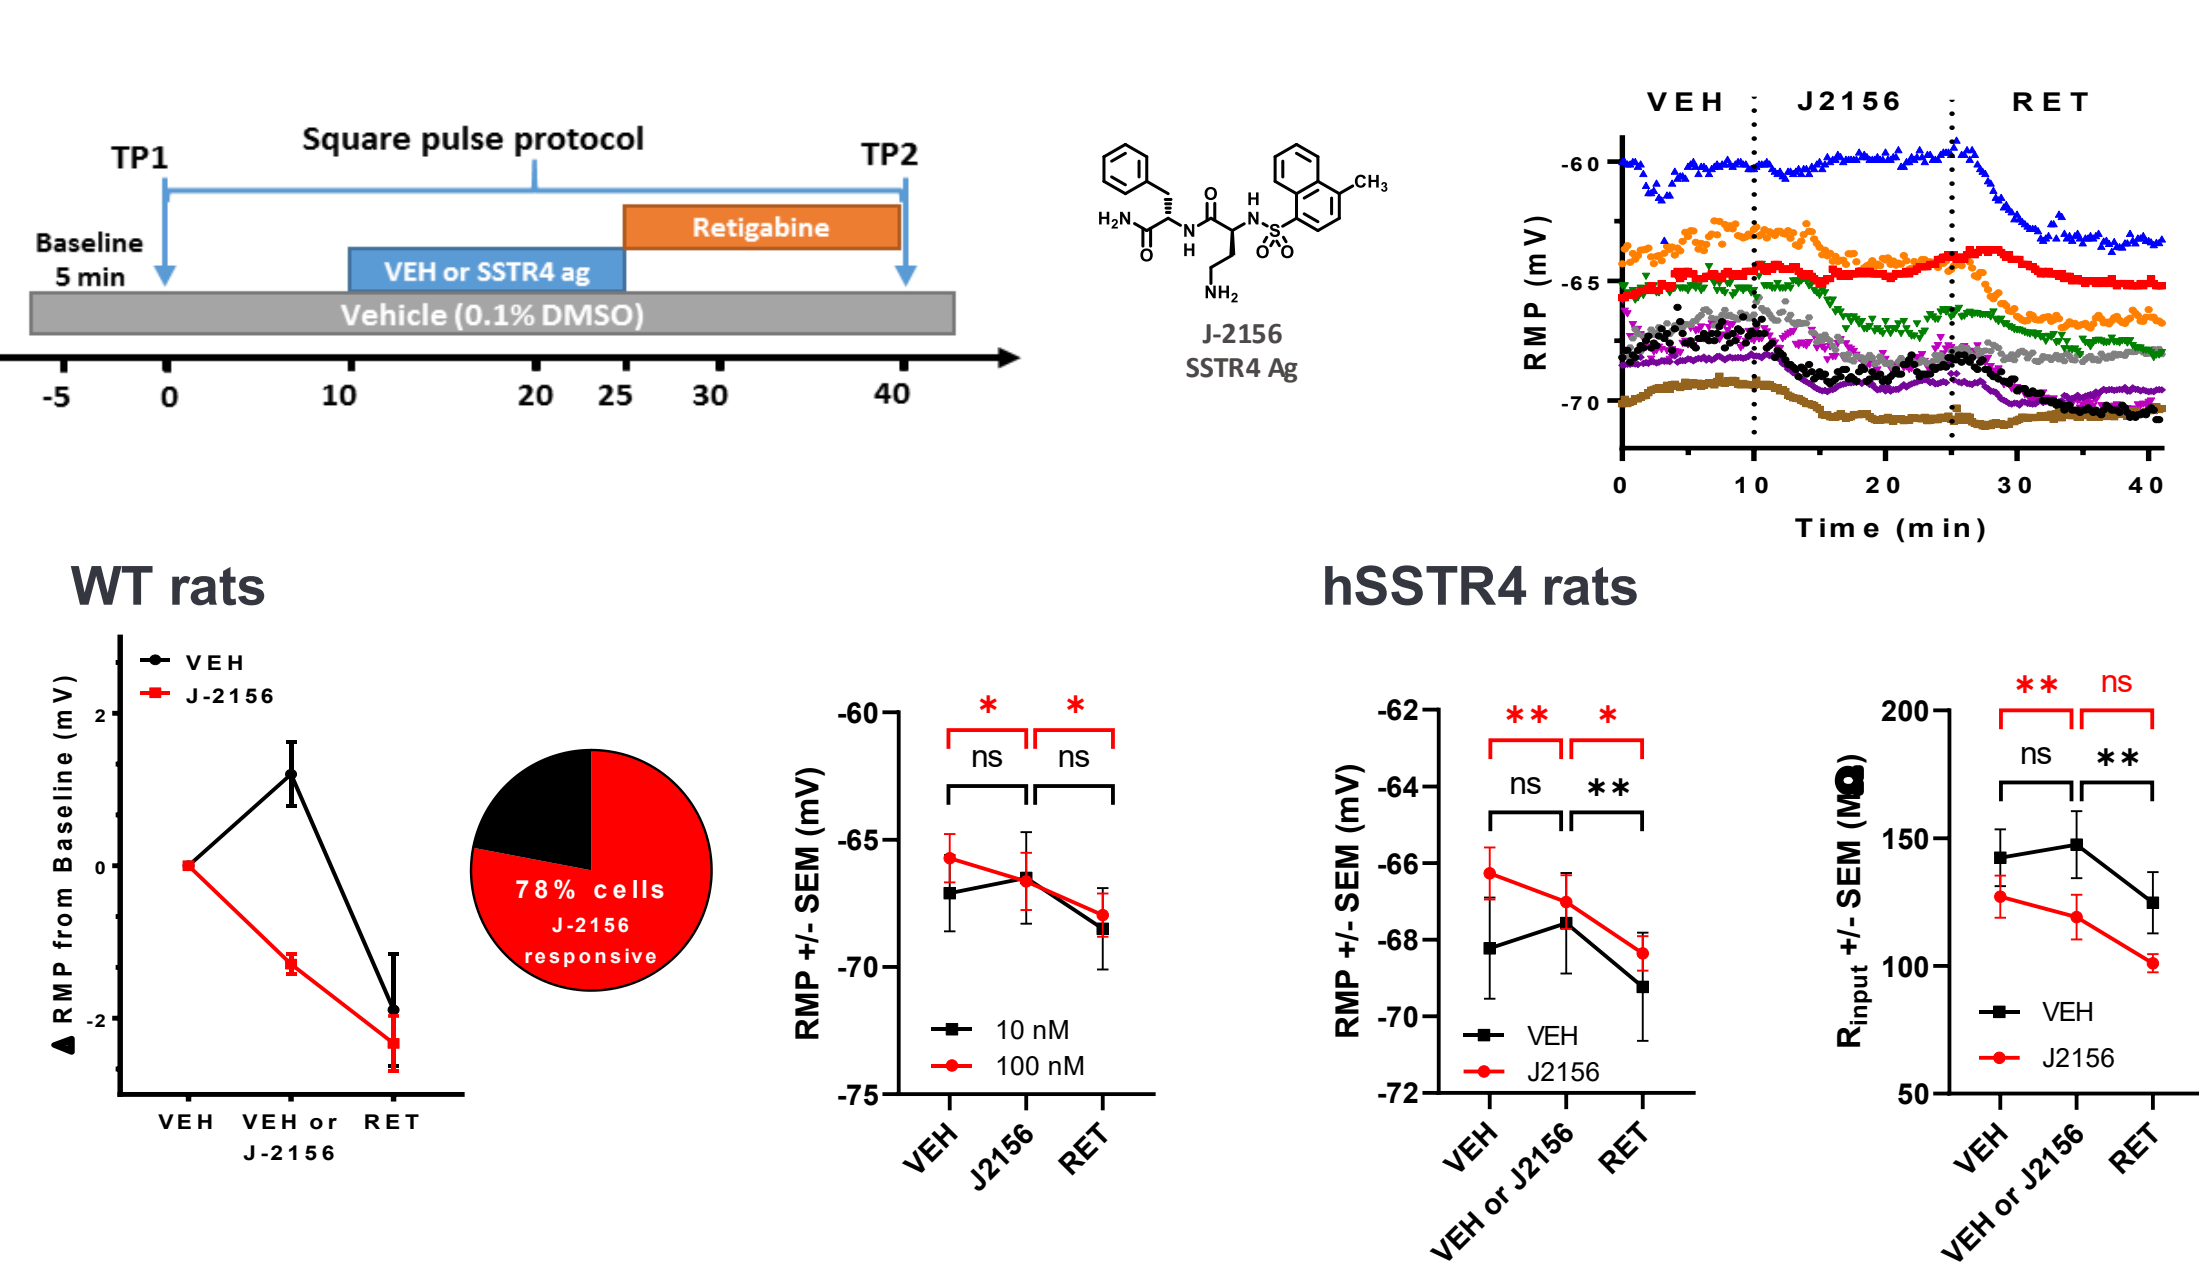 Square pulse protocol
TP1
TP2
Retigabine
Baseline
5 min
VEH or SSTR4 ag
Vehicle (0.1% DMSO)
-5
0
10
20
25
30
40
CH3
O
H
N
H2N
N
H
S
O
O
O
NH2
J-2156
SSTR4 Ag
VEH
J2156
RET
RMP (mV)
-60
-65
-70
0
10
20
30
40
Time (min)
WT rats
hSSTR4 rats
VEH
J-2156
Δ RMP from Baseline (mV)
2
0
-2
VEH
VEH or
J-2156
RET
78% cells
J-2156
responsive
RMP +/- SEM (mV)
-60
-65
-70
-75
*
*
ns
ns
10 nM
100 nM
VEH
J2156
RET
RMP +/- SEM (mV)
-62
-64
-66
-68
-70
-72
**
*
ns
**
VEH
J2156
VEH
VEH or J2156
RET
Rinput +/- SEM (MΩ)
200
150
100
50
**
ns
ns
**
VEH
J2156
VEH
VEH or J2156
RET